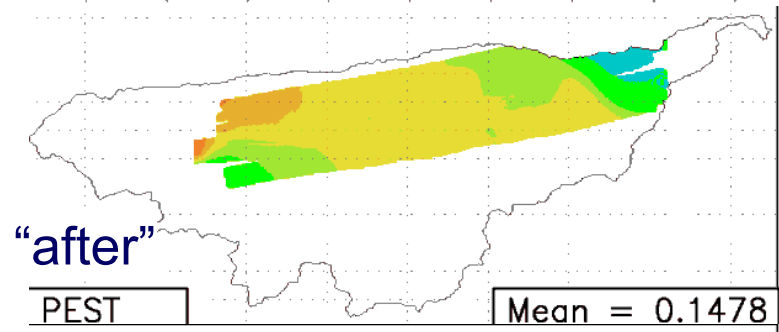 “after”
PEST
Mean = 0.1478